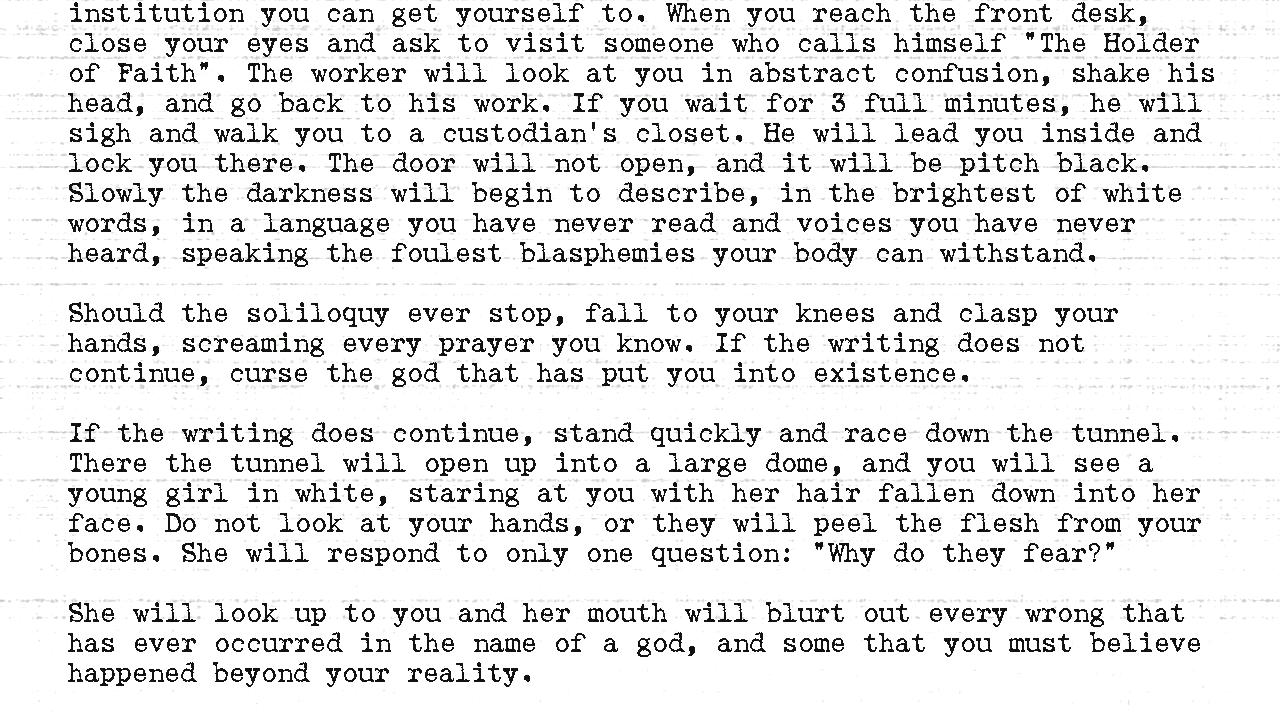 institution you can get yourself to. When you reach the front desk,
close your eyes and ask to visit someone who calls himself "The Holder
of Faith". The worker will look at you in abstract confusion, shake his
head, and go back to his work. If you wait for 3 full minutes, he will
sigh and walk you to a custodian's closet. He will lead you inside and
lock you there. The door will not open, and it will be pitch black.
Slowly the darkness will begin to describe, in the brightest of white
words, in a language you have never read and voices you have never
heard, speaking the foulest blasphemies your body can withstand.
Should the soliloquy ever stop, fall to your knees and clasp your
hands, screaming every prayer you know. If the writing does not
continue, curse the god that has put you into existence.
If the writing does continue, stand quickly and race down the tunnel.
There the tunnel will open up into a large dome, and you will see a
young girl in white, staring at you with her hair fallen down into her
face. Do not look at your hands, or they will peel the flesh from your
bones. She will respond to only one question: "Why do they fear?"
She will look up to you and her mouth will blurt out every wrong that
has ever occurred in the name of a god, and some that you must believe
happened beyond your reality.